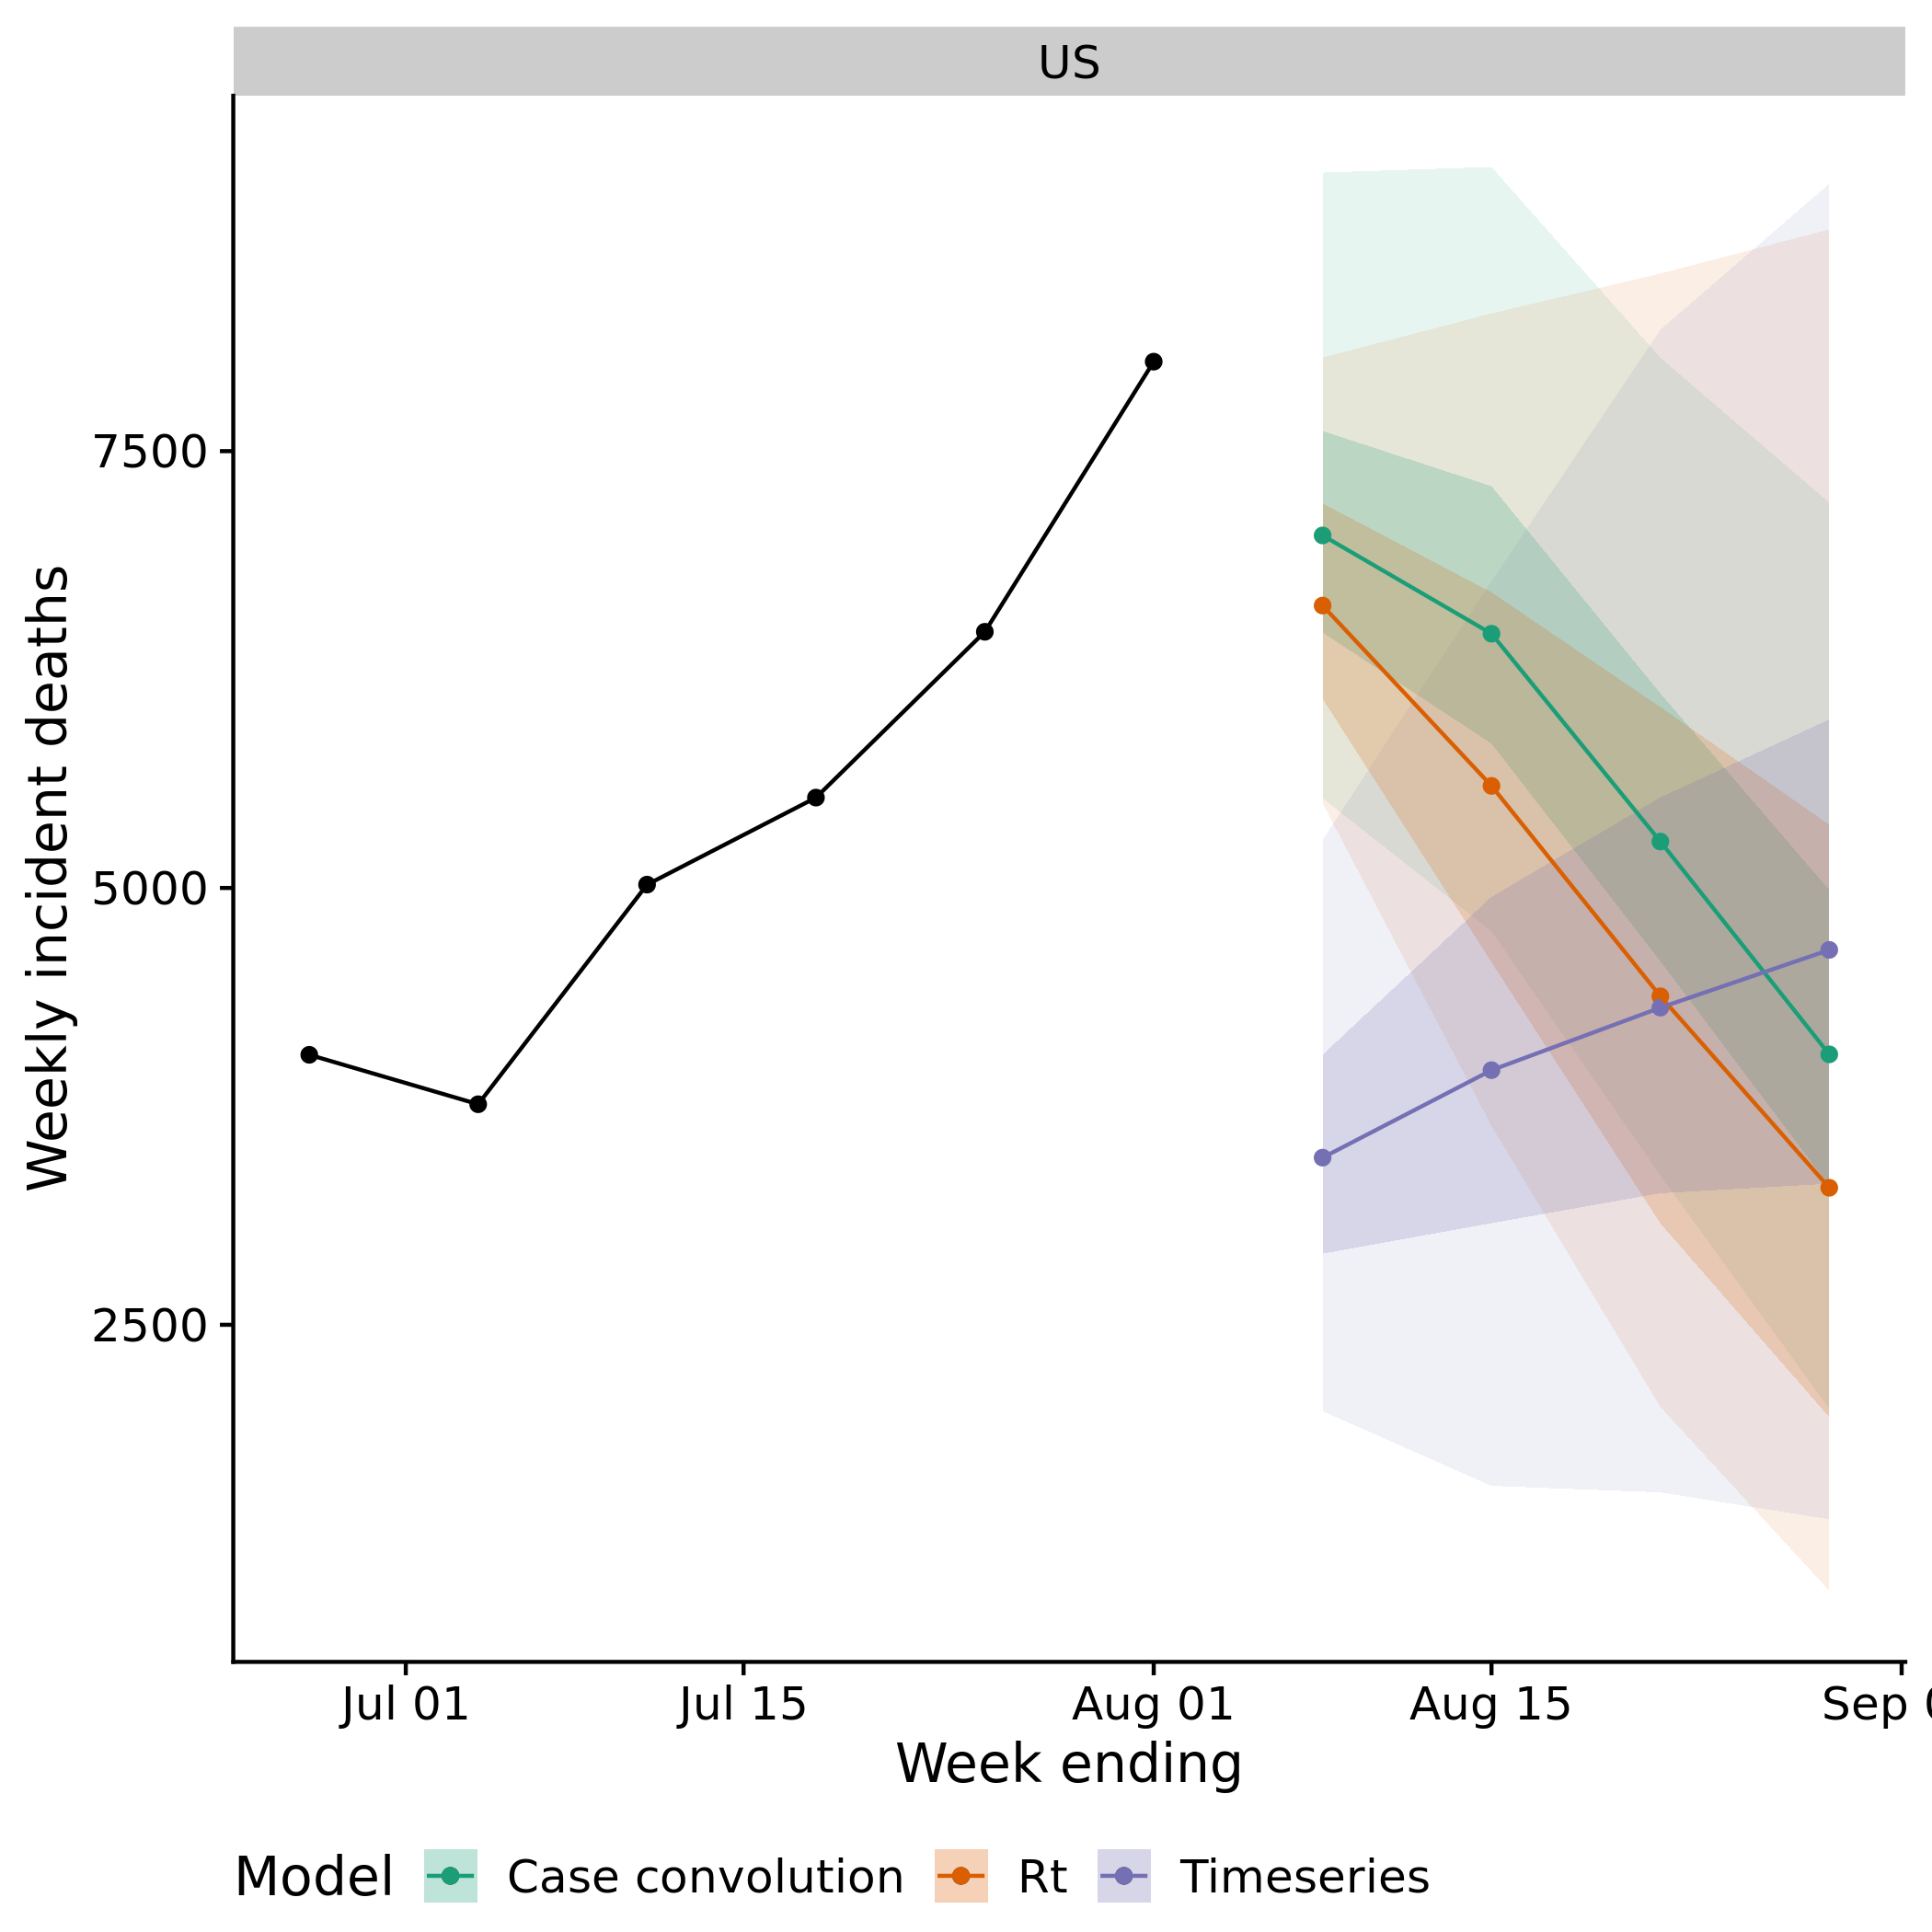 US
Weekly incident deaths
7500
5000
2500
Jul 01 Jul 15 Aug 01 Aug 15 Sep
Week ending
Model Case convolution Rt Timeseries